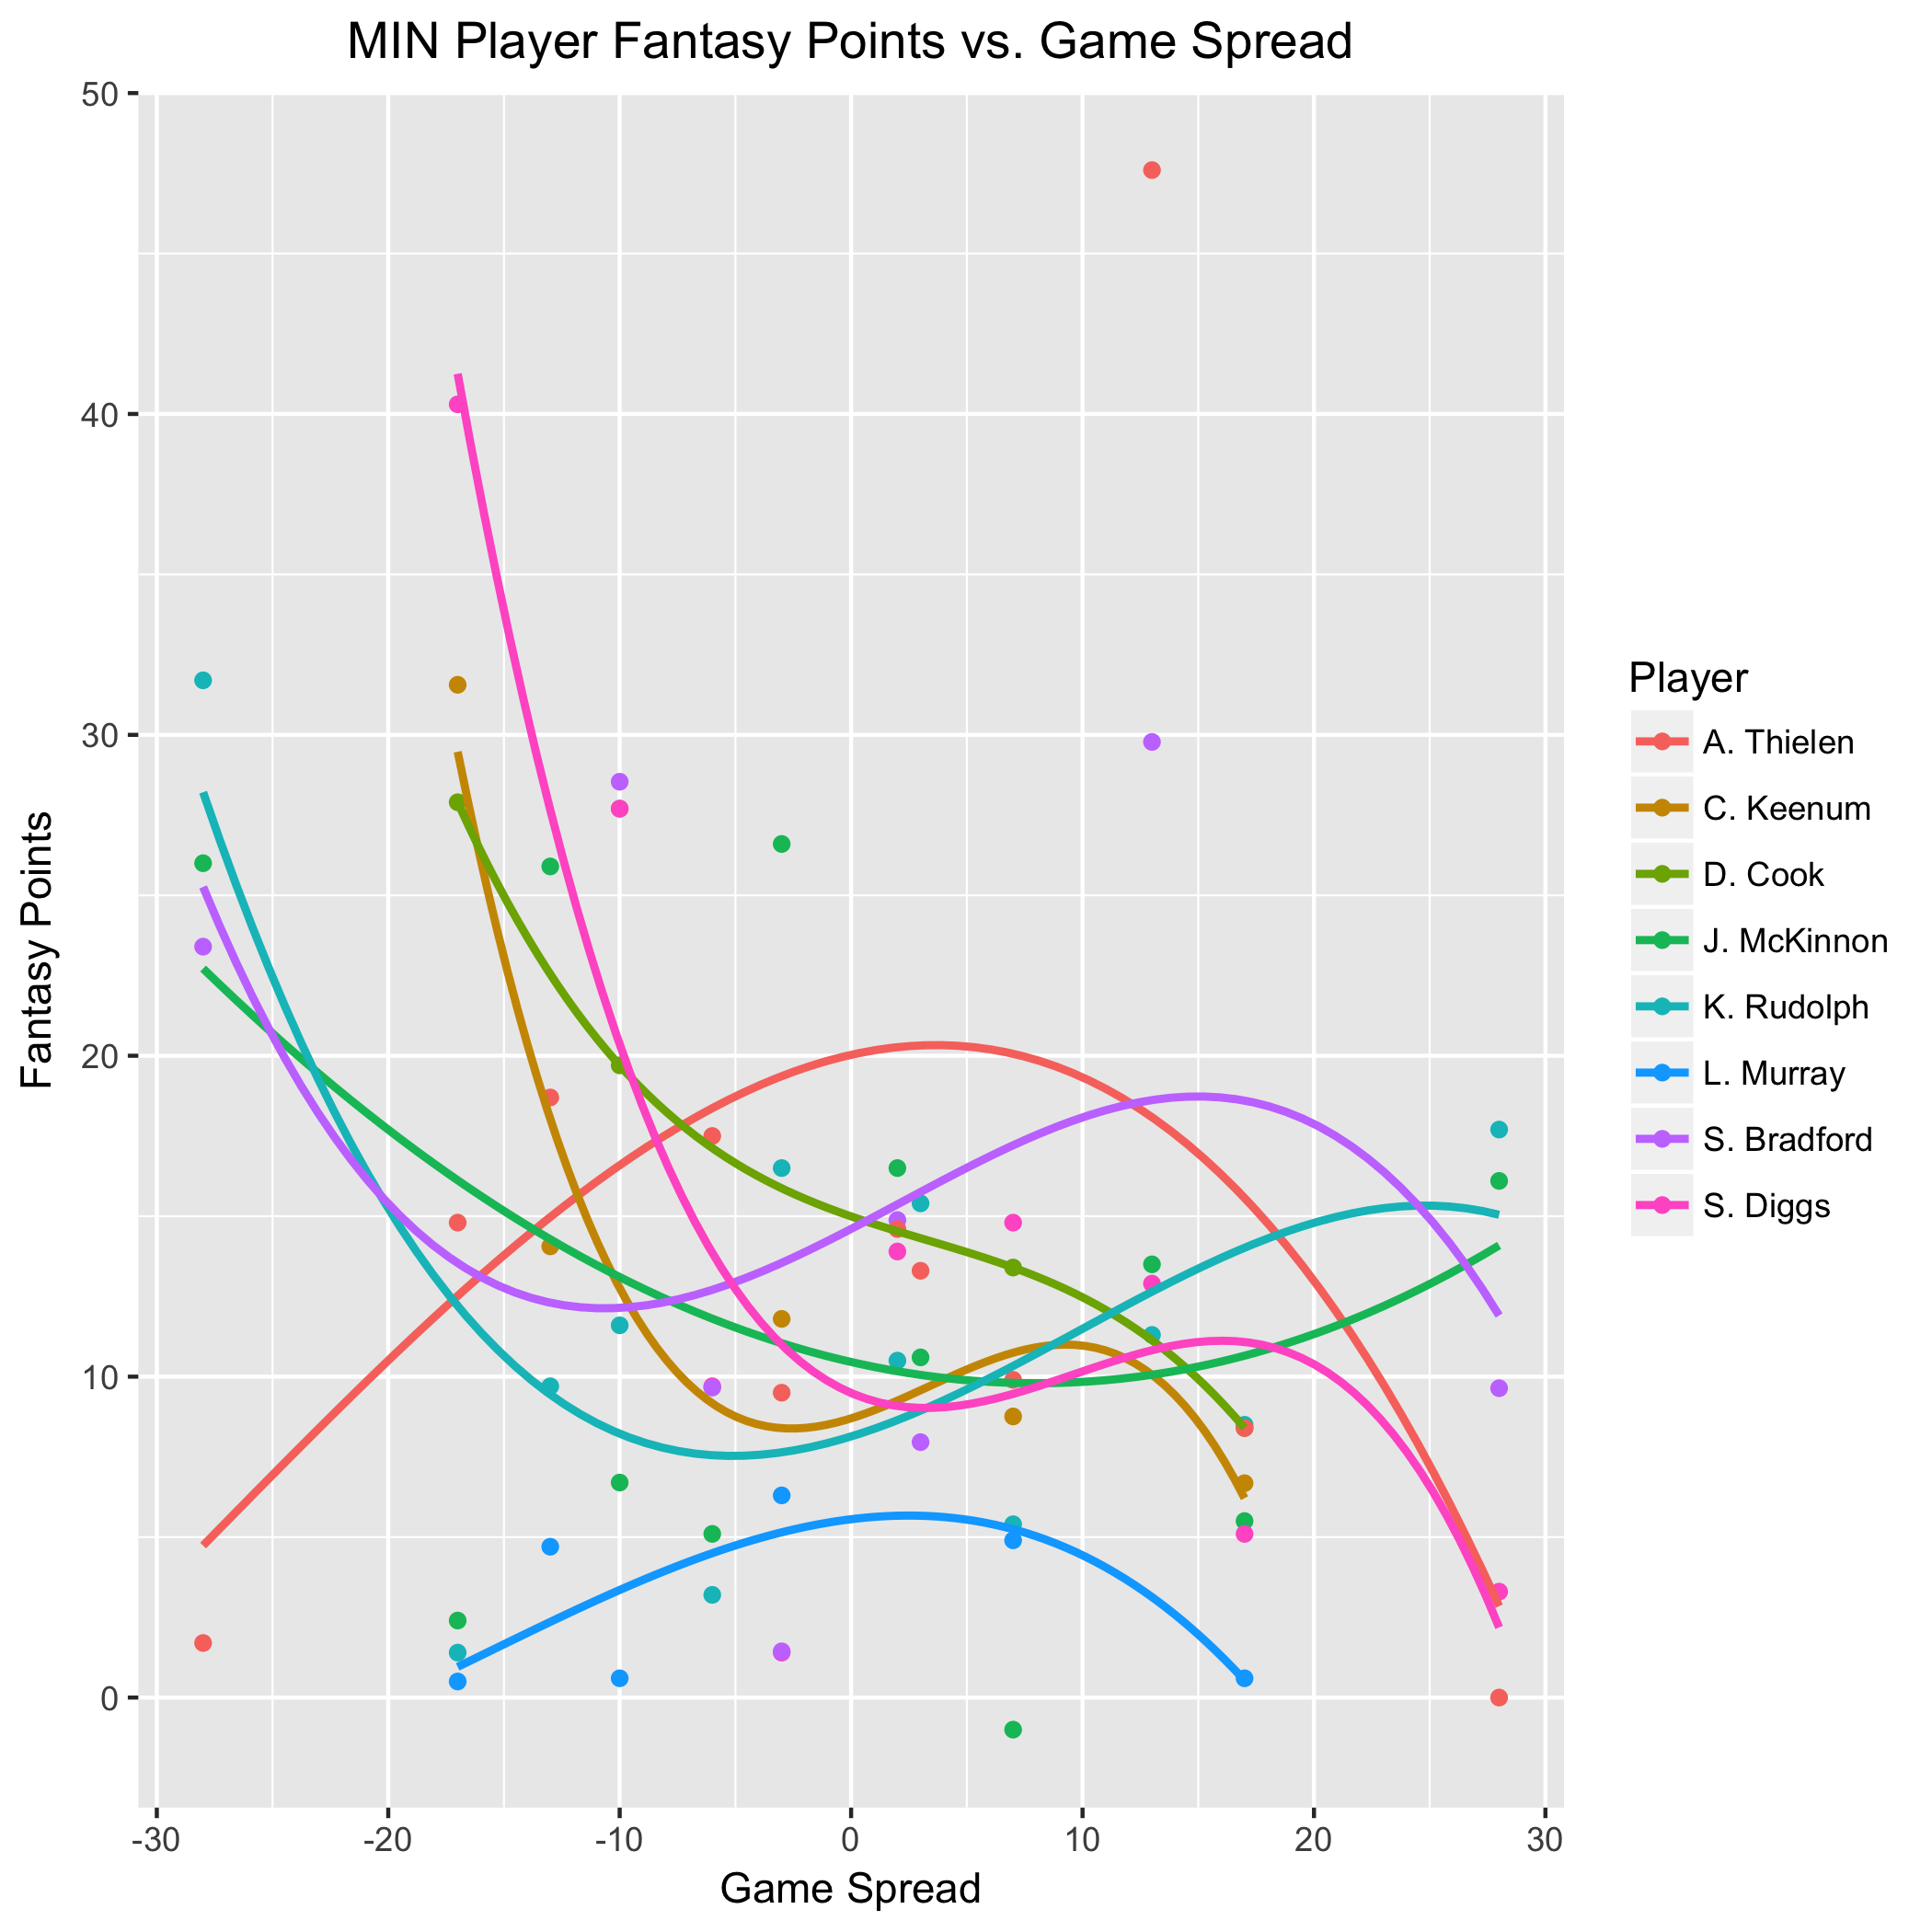 MIN Player Fantasy Points vs. Game Spread
50
40
30
20
10
0
Fantasy Points
-30 -20 -10 0 10 20 30
Game Spread
Player
A. Thielen
C. Keenum
D. Cook
J. McKinnon
K. Rudolph
L. Murray
S. Bradford
S. Diggs